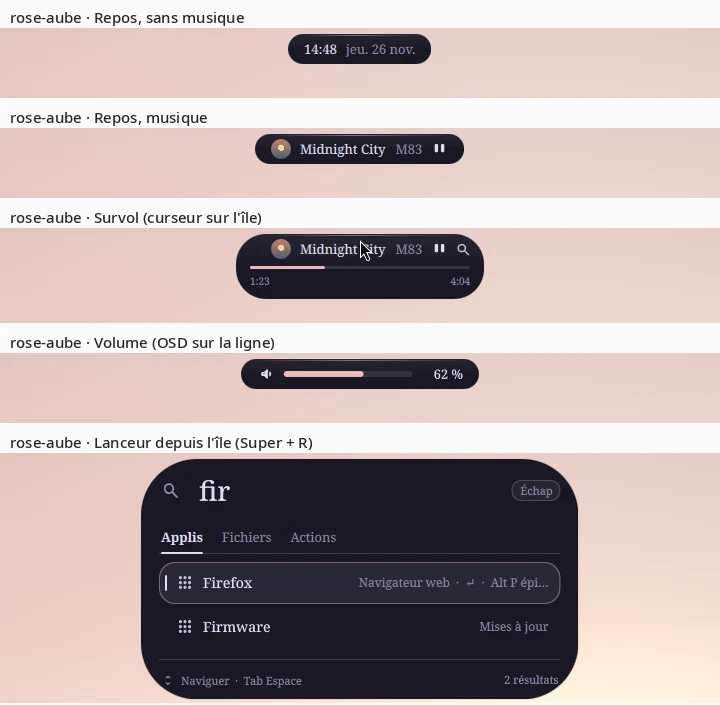 rose-aube · Repos, sans musique
14:48 jeu. 26 nov.
rose-aube · Repos, musique
Midnight City M83
rose-aube · Survol (curseur sur l'île)
Midnight City M83
1:23 4:04
rose-aube · Volume (OSD sur la ligne)
62 %
rose-aube · Lanceur depuis l'île (Super + R)
fir Échap
Applis Fichiers Actions
Firefox Navigateur web · ↵ · Alt P épi…
Firmware Mises à jour
Naviguer · Tab Espace 2 résultats